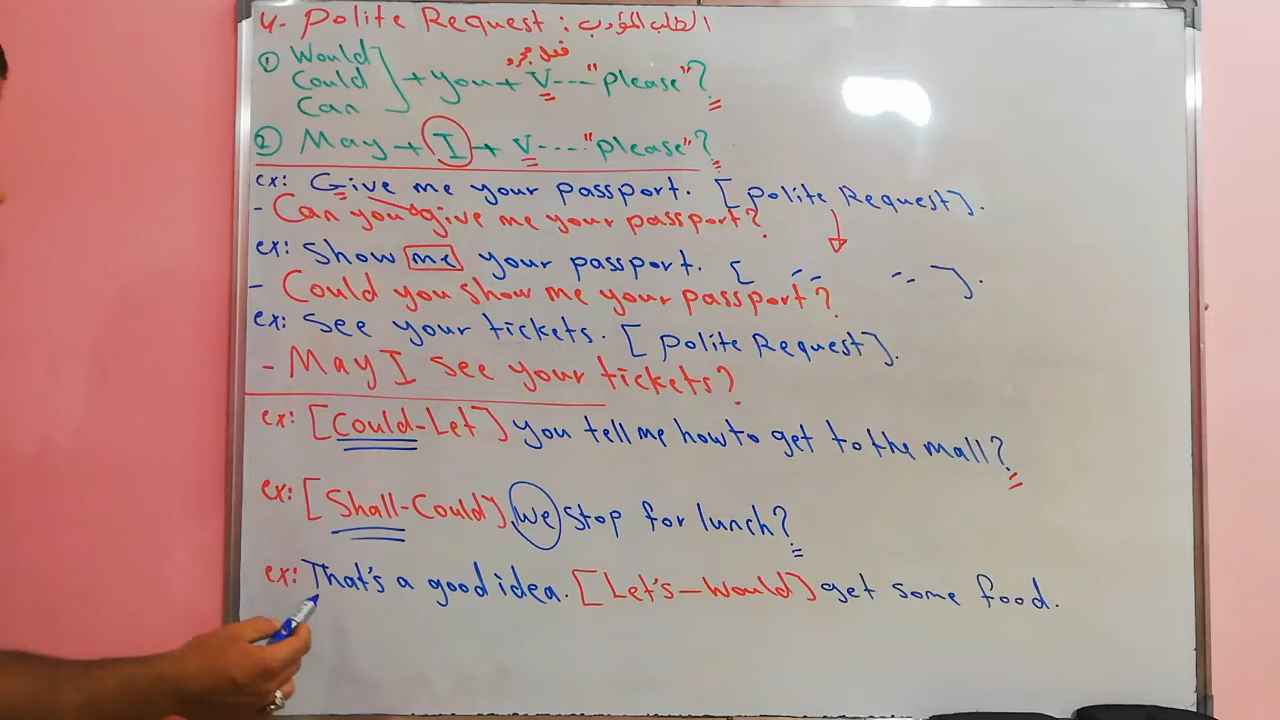 4. Polite Request: الطلب المؤدب
فعل مجرد
① Would
Could
Can
+ you + V --- "please"?
② May + I + V ---- "please"?
ex: Give me your passport. [Polite Request].
- Can you give me your passport?
ex: Show me your passport. [ -- -- ].
- Could you show me your passport?
ex: See your tickets. [Polite Request].
- May I see your tickets?
ex: [Could-Let] you tell me how to get to the mall?
ex: [Shall-Could] we stop for lunch?
ex: That's a good idea. [Let's-Would] get some food.